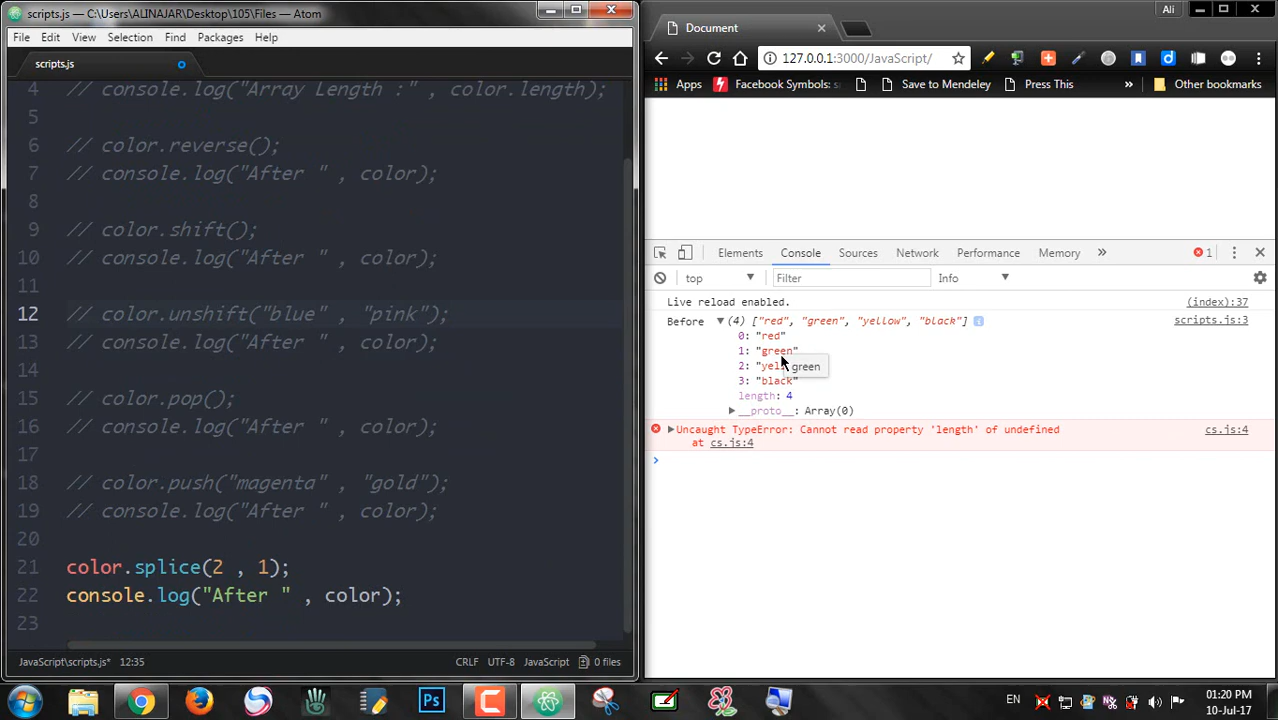 scripts.js — C:\Users\ALINAJAR\Desktop\105\Files — Atom
File Edit View Selection Find Packages Help
scripts.js
4 // console.log("Array Length :" , color.length);
5
6 // color.reverse();
7 // console.log("After " , color);
8
9 // color.shift();
10 // console.log("After " , color);
11
12 // color.unshift("blue" , "pink");
13 // console.log("After " , color);
14
15 // color.pop();
16 // console.log("After " , color);
17
18 // color.push("magenta" , "gold");
19 // console.log("After " , color);
20
21 color.splice(2 , 1);
22 console.log("After " , color);
23
JavaScript\scripts.js* 12:35 CRLF UTF-8 JavaScript 0 files
Ali
Document
127.0.0.1:3000/JavaScript/
Apps Facebook Symbols: Save to Mendeley Press This » Other bookmarks
Elements Console Sources Network Performance Memory » 1
top Filter Info
Live reload enabled. (index):37
Before (4) ["red", "green", "yellow", "black"] scripts.js:3
0: "red"
1: "green"
2: "yel
green
3: "black"
length: 4
__proto__: Array(0)
Uncaught TypeError: Cannot read property 'length' of undefined cs.js:4
at cs.js:4
EN 01:20 PM
10-Jul-17